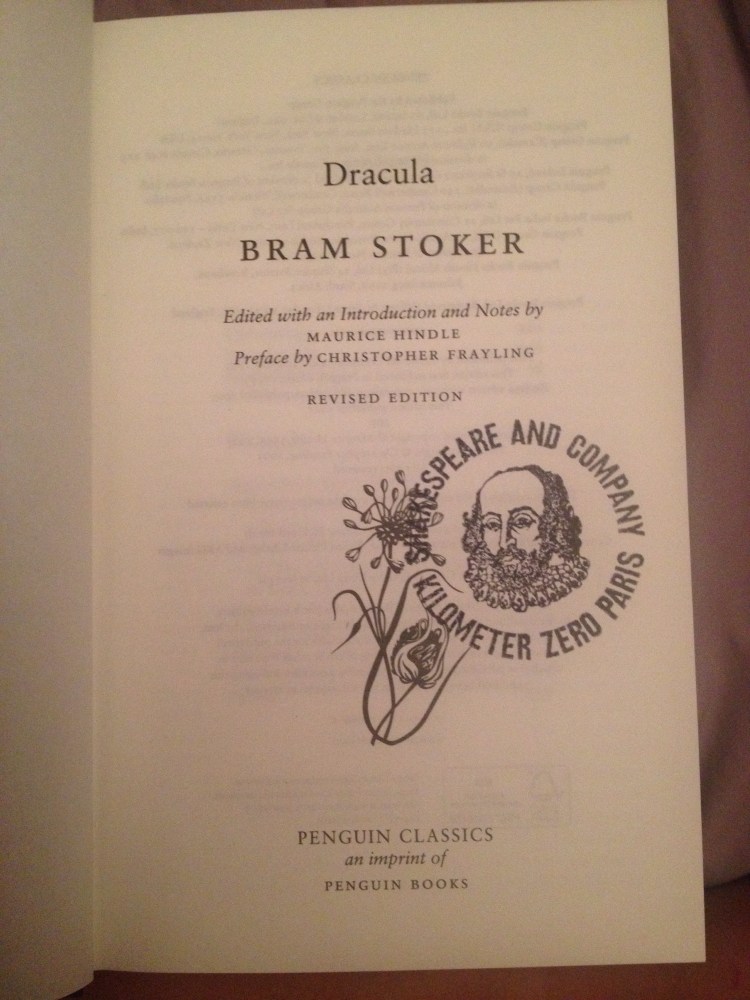 Dracula
BRAM STOKER
Edited with an Introduction and Notes by
MAURICE HINDLE
Preface by CHRISTOPHER FRAYLING
REVISED EDITION
SHAKESPEARE AND COMPANY
KILOMETER ZERO PARIS
PENGUIN CLASSICS
an imprint of
PENGUIN BOOKS